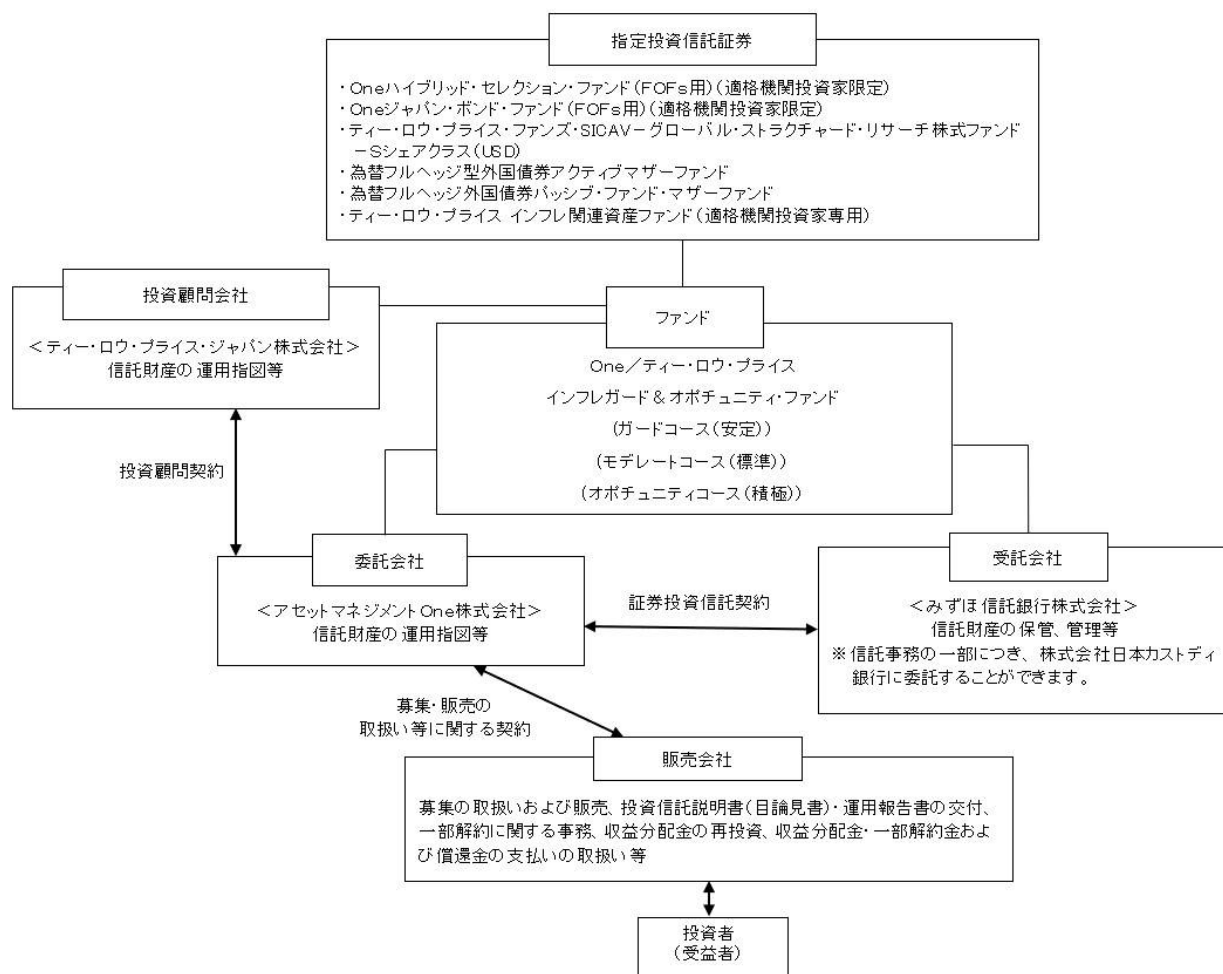 指定投資信託証券
・Oneハイブリッド・セレクション・ファンド(FOFs用)(適格機関投資家限定)
・Oneジャパン・ボンド・ファンド(FOFs用)(適格機関投資家限定)
・ティー・ロウ・プライス・ファンズ・SICAV－グローバル・ストラクチャード・リサーチ株式ファンド
－Sシェアクラス(USD)
・為替フルヘッジ型外国債券アクティブマザーファンド
・為替フルヘッジ外国債券パッシブ・ファンド・マザーファンド
・ティー・ロウ・プライス インフレ関連資産ファンド(適格機関投資家専用)
投資顧問会社
＜ティー・ロウ・プライス・ジャパン株式会社＞
信託財産の運用指図等
ファンド
One／ティー・ロウ・プライス
インフレガード＆オポチュニティ・ファンド
(ガードコース(安定))
(モデレートコース(標準))
(オポチュニティコース(積極))
投資顧問契約
委託会社
＜アセットマネジメントOne株式会社＞
信託財産の運用指図等
証券投資信託契約
受託会社
＜みずほ信託銀行株式会社＞
信託財産の保管、管理等
※信託事務の一部につき、株式会社日本カストディ
銀行に委託することができます。
募集・販売の
取扱い等に関する契約
販売会社
募集の取扱いおよび販売、投資信託説明書(目論見書)・運用報告書の交付、
一部解約に関する事務、収益分配金の再投資、収益分配金・一部解約金およ
び償還金の支払いの取扱い等
投資者
(受益者)